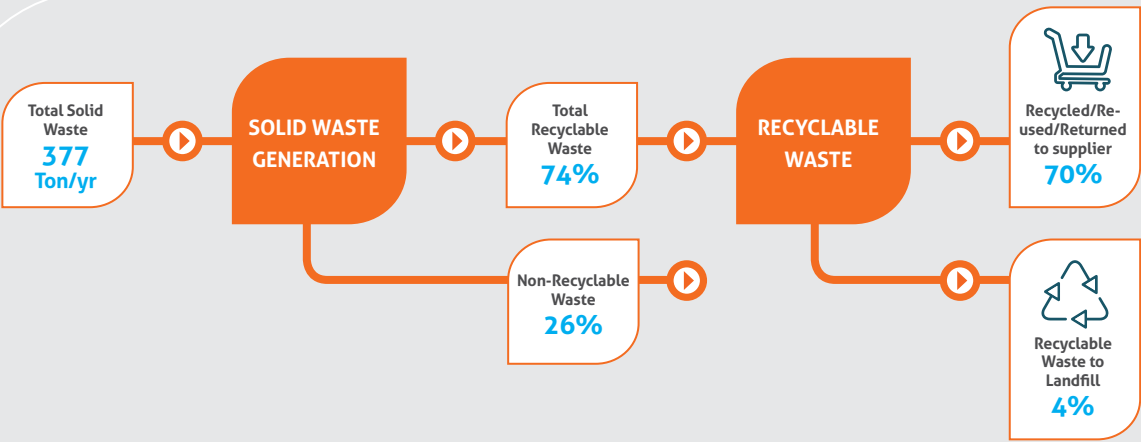 Total Solid
Waste
377
Ton/yr
SOLID WASTE
GENERATION
Total
Recyclable
Waste
74%
RECYCLABLE
WASTE
Recycled/Re-
used/Returned
to supplier
70%
Non-Recyclable
Waste
26%
Recyclable
Waste to
Landfill
4%